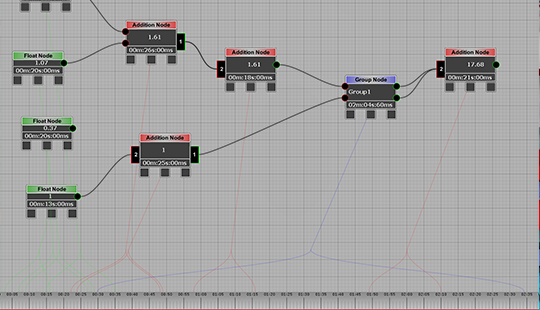 Addition Node
1.61
00m:26s:00ms
1
Float Node
1.07
00m:20s:00ms
Addition Node
1.61
00m:18s:00ms
2
Addition Node
17.68
00m:21s:00ms
2
Group Node
Group1
02m:04s:60ms
Float Node
0.37
00m:20s:00ms
Addition Node
1
00m:25s:00ms
2
1
Float Node
1
00m:13s:00ms